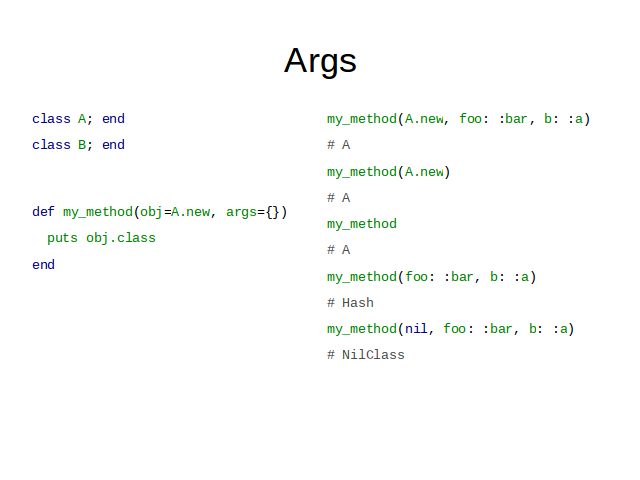 Args
class A; end
class B; end
def my_method(obj=A.new, args={})
  puts obj.class
end
my_method(A.new, foo: :bar, b: :a)
# A
my_method(A.new)
# A
my_method
# A
my_method(foo: :bar, b: :a)
# Hash
my_method(nil, foo: :bar, b: :a)
# NilClass